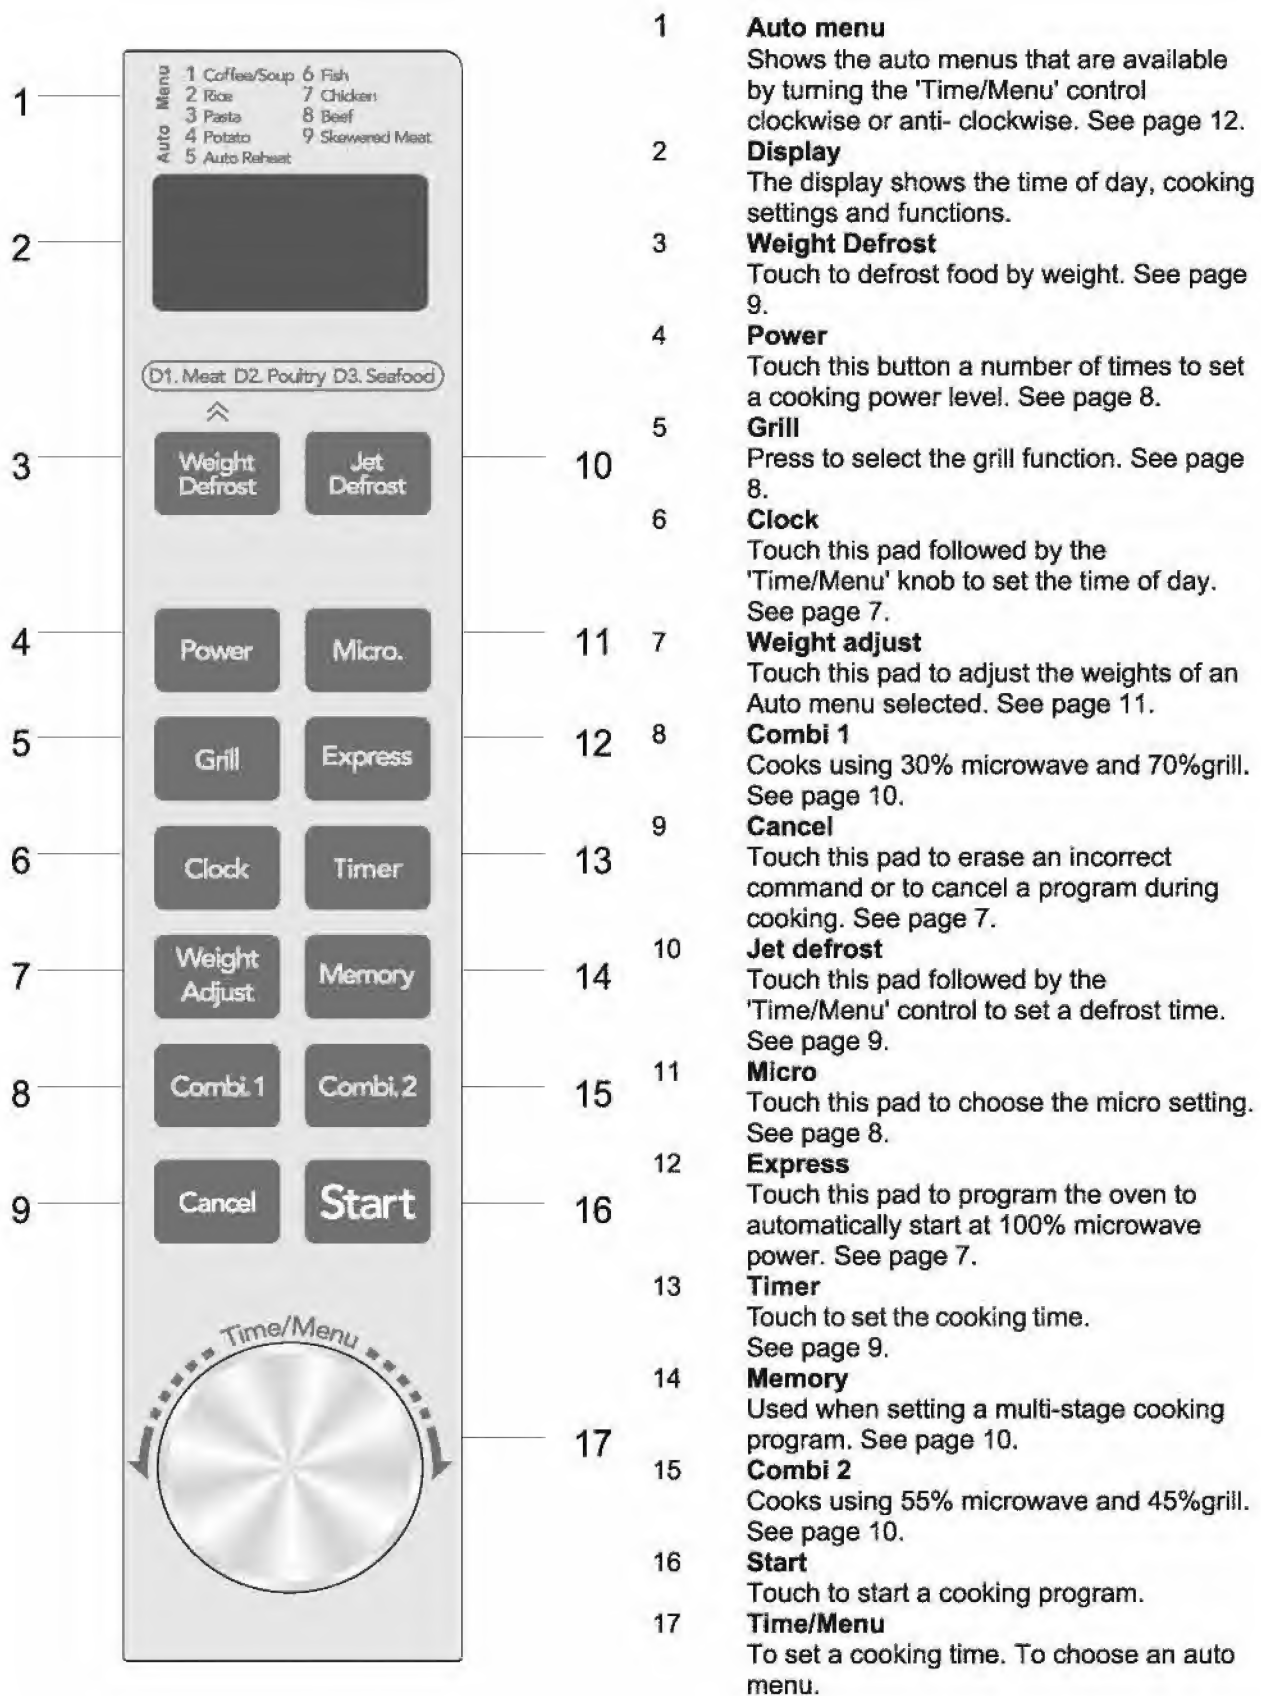 1
2
3
4
5
6
7
8
9
Auto Menu
1 Coffee/Soup 6 Fish
2 Rice 7 Chicken
3 Pasta 8 Beef
4 Potato 9 Skewered Meat
5 Auto Reheat
D1. Meat D2. Poultry D3. Seafood
Weight
Defrost
Jet
Defrost
Power
Micro.
Grill
Express
Clock
Timer
Weight
Adjust
Memory
Combi.1
Combi.2
Cancel
Start
Time/Menu
10
11
12
13
14
15
16
17
1 Auto menu
Shows the auto menus that are available
by turning the 'Time/Menu' control
clockwise or anti- clockwise. See page 12.
2 Display
The display shows the time of day, cooking
settings and functions.
3 Weight Defrost
Touch to defrost food by weight. See page
9.
4 Power
Touch this button a number of times to set
a cooking power level. See page 8.
5 Grill
Press to select the grill function. See page
8.
6 Clock
Touch this pad followed by the
'Time/Menu' knob to set the time of day.
See page 7.
7 Weight adjust
Touch this pad to adjust the weights of an
Auto menu selected. See page 11.
8 Combi 1
Cooks using 30% microwave and 70%grill.
See page 10.
9 Cancel
Touch this pad to erase an incorrect
command or to cancel a program during
cooking. See page 7.
10 Jet defrost
Touch this pad followed by the
'Time/Menu' control to set a defrost time.
See page 9.
11 Micro
Touch this pad to choose the micro setting.
See page 8.
12 Express
Touch this pad to program the oven to
automatically start at 100% microwave
power. See page 7.
13 Timer
Touch to set the cooking time.
See page 9.
14 Memory
Used when setting a multi-stage cooking
program. See page 10.
15 Combi 2
Cooks using 55% microwave and 45%grill.
See page 10.
16 Start
Touch to start a cooking program.
17 Time/Menu
To set a cooking time. To choose an auto
menu.